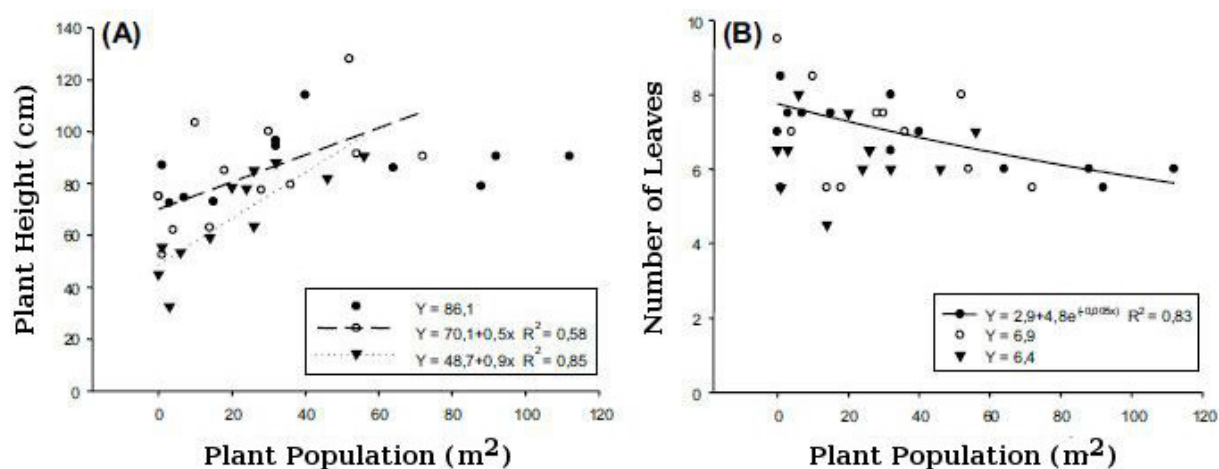 (A)
Plant Height (cm)
140
120
100
80
60
40
20
0
Y = 86,1
Y = 70,1+0,5x R² = 0,58
Y = 48,7+0,9x R² = 0,85
0 20 40 60 80 100 120
Plant Population (m²)
(B)
Number of Leaves
10
8
6
4
2
0
Y = 2,9+4,8e^(-0,005x) R² = 0,83
Y = 6,9
Y = 6,4
0 20 40 60 80 100 120
Plant Population (m²)